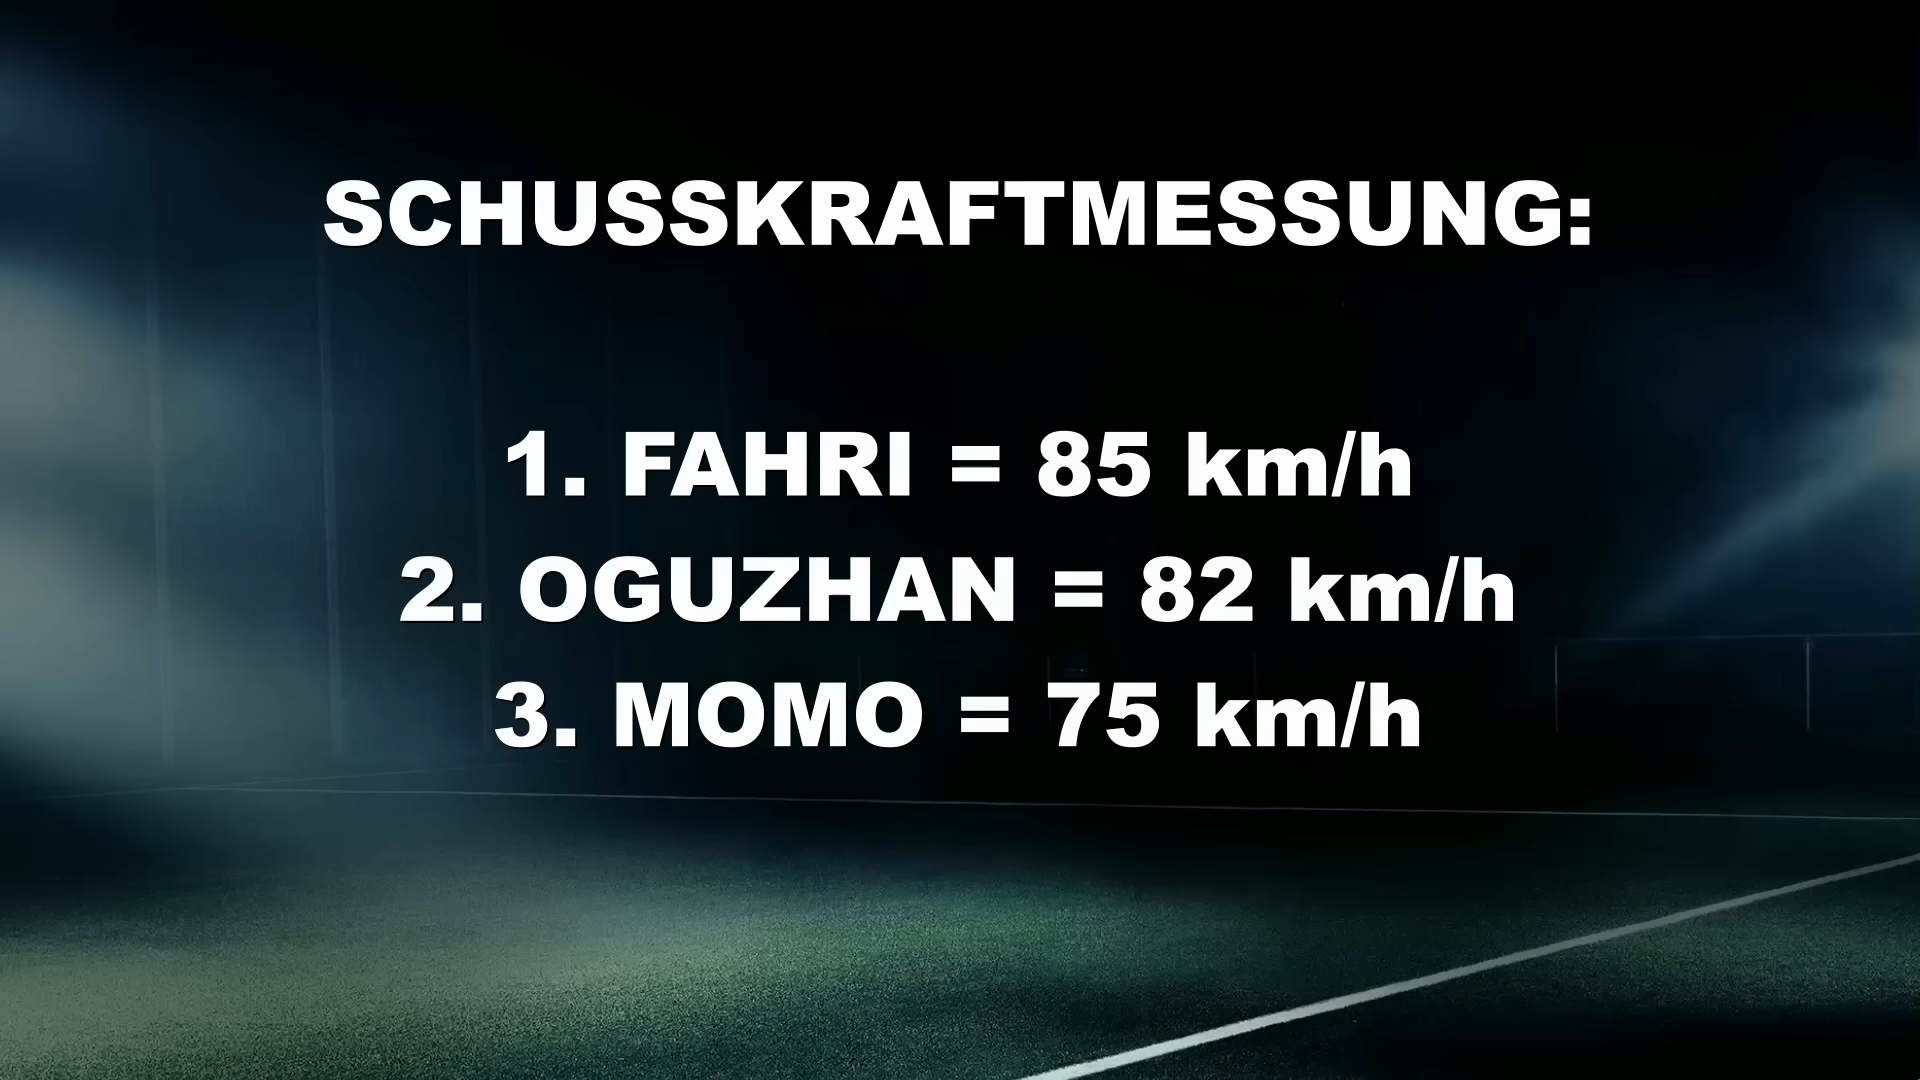 SCHUSSKRAFTMESSUNG:
1. FAHRI = 85 km/h
2. OGUZHAN = 82 km/h
3. MOMO = 75 km/h